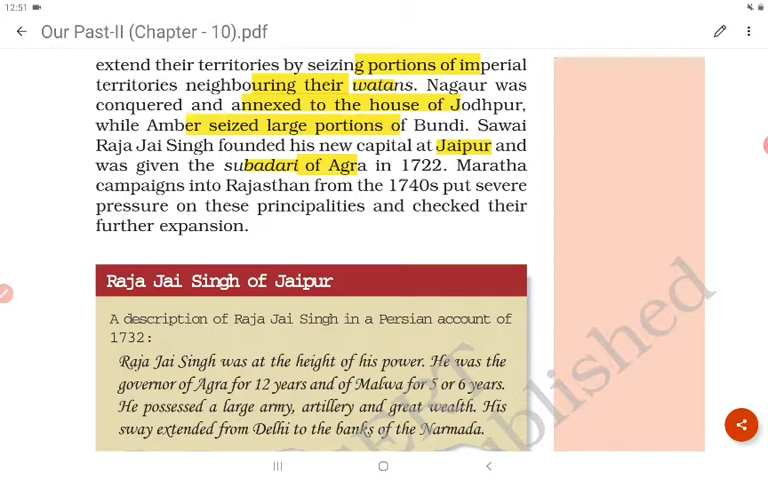 12:51
Our Past-II (Chapter - 10).pdf
extend their territories by seizing portions of imperial
territories neighbouring their watans. Nagaur was
conquered and annexed to the house of Jodhpur,
while Amber seized large portions of Bundi. Sawai
Raja Jai Singh founded his new capital at Jaipur and
was given the subadari of Agra in 1722. Maratha
campaigns into Rajasthan from the 1740s put severe
pressure on these principalities and checked their
further expansion.
Raja Jai Singh of Jaipur
A description of Raja Jai Singh in a Persian account of
1732:
Raja Jai Singh was at the height of his power. He was the
governor of Agra for 12 years and of Malwa for 5 or 6 years.
He possessed a large army, artillery and great wealth. His
sway extended from Delhi to the banks of the Narmada.